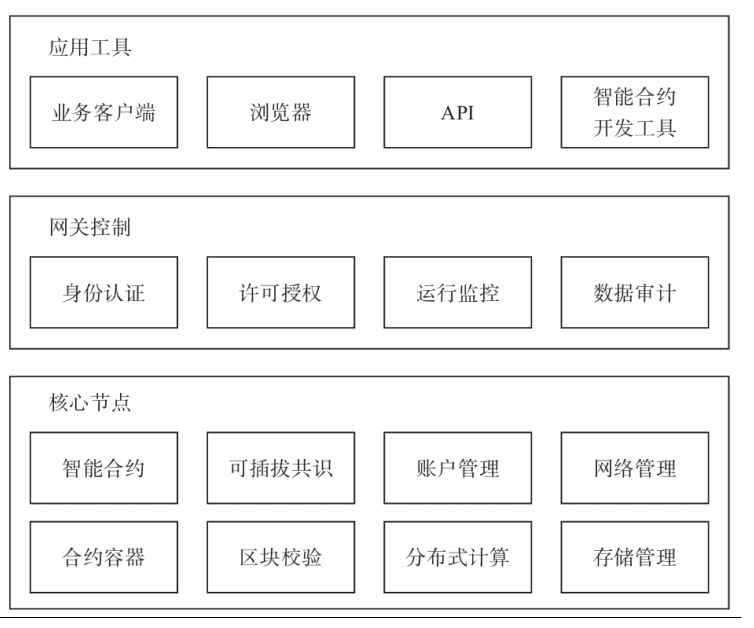 应用工具
业务客户端
浏览器
API
智能合约
开发工具
网关控制
身份认证
许可授权
运行监控
数据审计
核心节点
智能合约
可插拔共识
账户管理
网络管理
合约容器
区块校验
分布式计算
存储管理